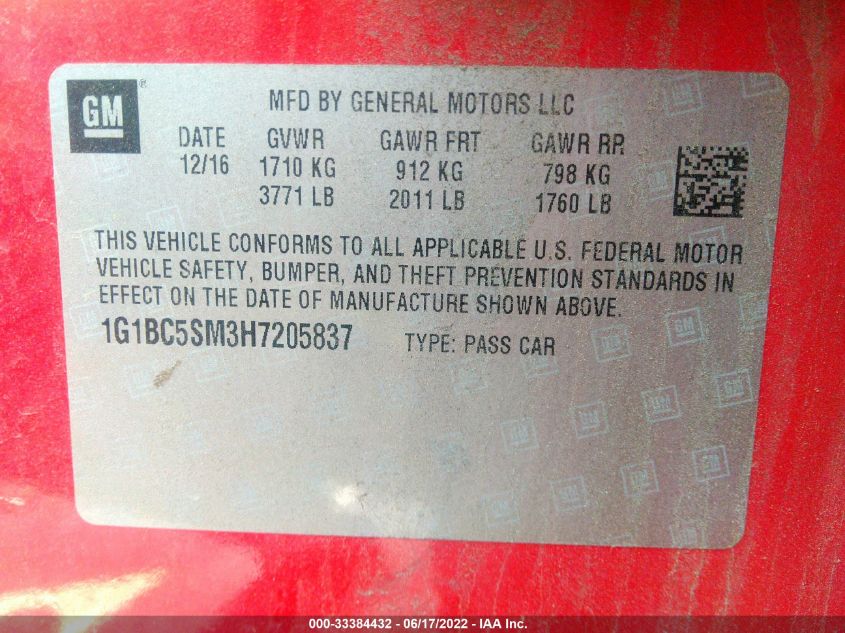 GM ®
MFD BY GENERAL MOTORS LLC
DATE GVWR GAWR FRT GAWR RR
12/16 1710 KG 912 KG 798 KG
3771 LB 2011 LB 1760 LB
THIS VEHICLE CONFORMS TO ALL APPLICABLE U.S. FEDERAL MOTOR
VEHICLE SAFETY, BUMPER, AND THEFT PREVENTION STANDARDS IN
EFFECT ON THE DATE OF MANUFACTURE SHOWN ABOVE.
1G1BC5SM3H7205837 TYPE: PASS CAR
000-33384432 - 06/17/2022 - IAA Inc.